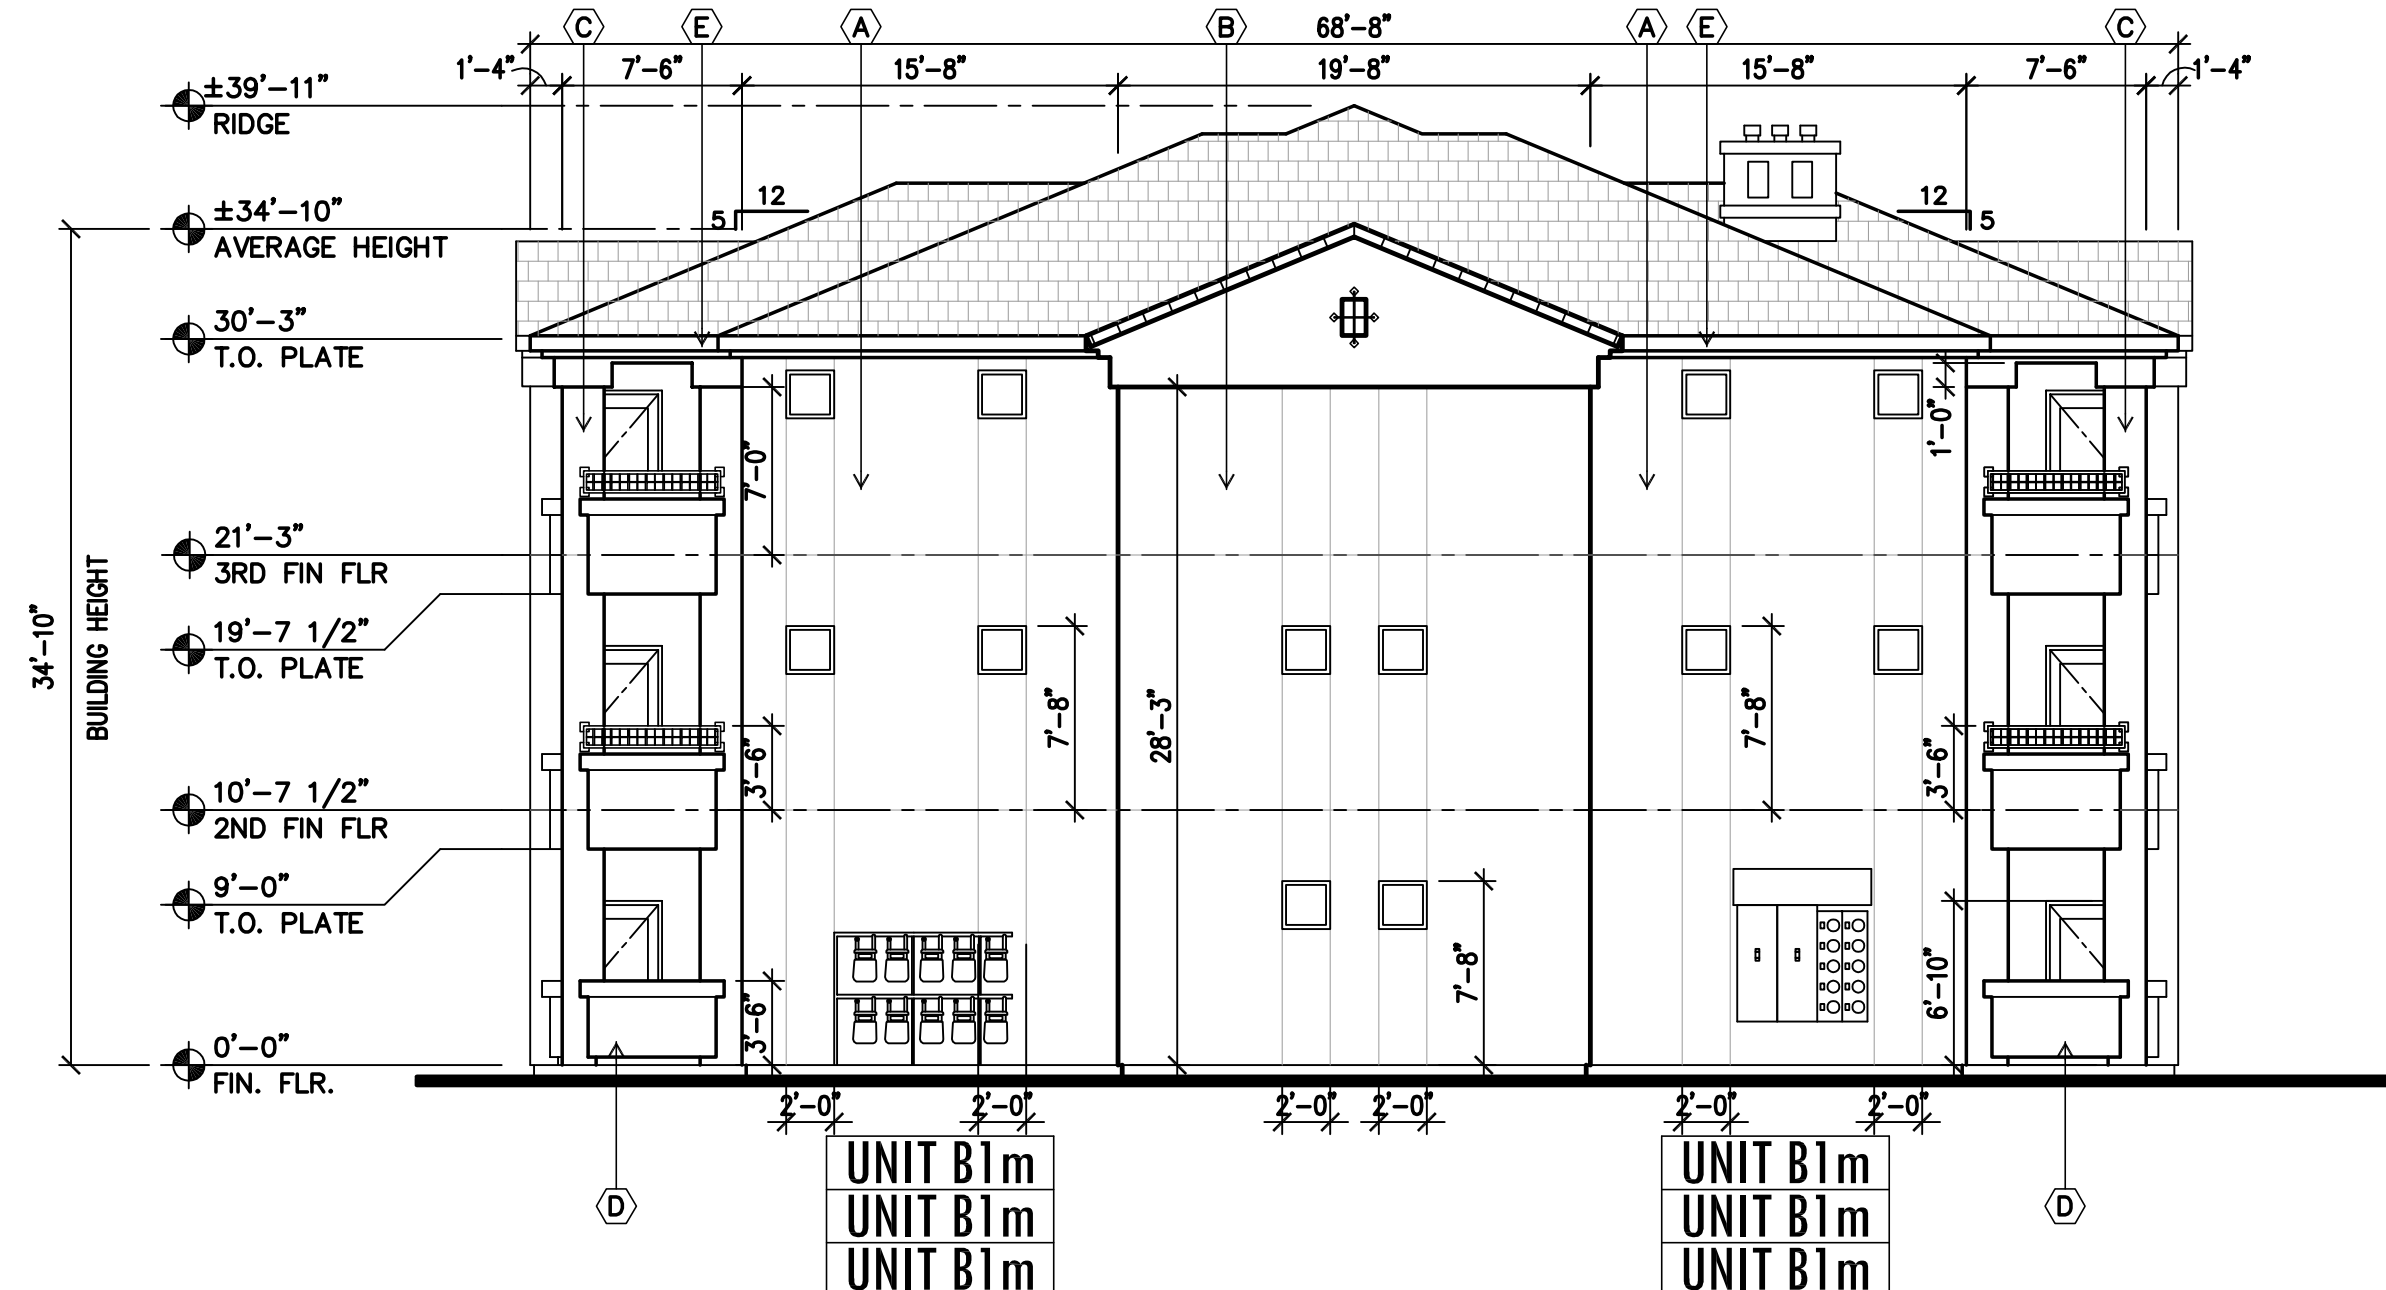 C E A B 68'-8" A E C
1'-4" 7'-6" 15'-8" 19'-8" 15'-8" 7'-6" 1'-4"
±39'-11"
RIDGE
12 12
±34'-10" 5 5
AVERAGE HEIGHT
30'-3"
T.O. PLATE
1'-0"
7'-0"
21'-3"
3RD FIN FLR
19'-7 1/2"
T.O. PLATE
34'-10"
BUILDING HEIGHT
7'-8" 28'-3" 7'-8"
3'-6" 3'-6"
10'-7 1/2"
2ND FIN FLR
9'-0"
T.O. PLATE
7'-8" 6'-10"
3'-6"
0'-0"
FIN. FLR.
2'-0" 2'-0" 2'-0" 2'-0" 2'-0" 2'-0"
UNIT B1m UNIT B1m
UNIT B1m UNIT B1m
D D
UNIT B1m UNIT B1m